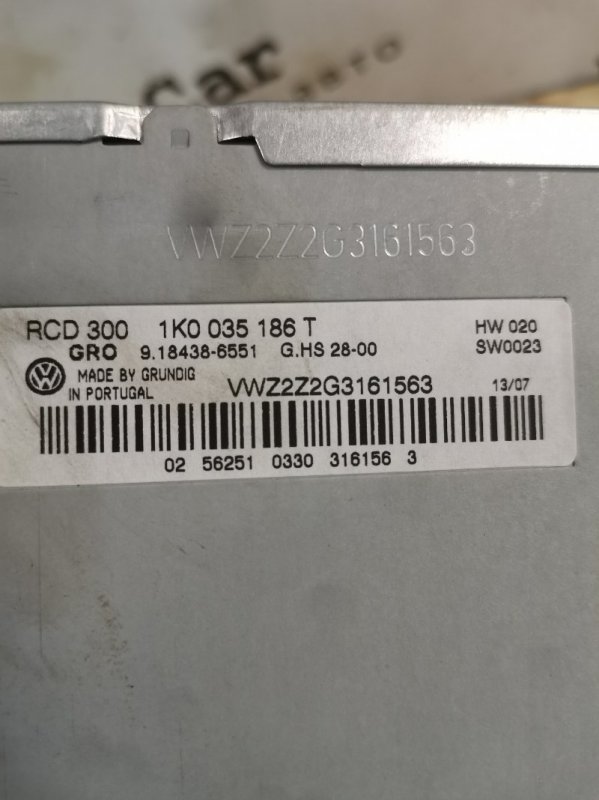 car
авто
VWZ2Z2G3161563
RCD 300 1K0 035 186 T HW 020
GRO 9.18438-6551 G.HS 28-00 SW0023
MADE BY GRUNDIG
IN PORTUGAL
VWZ2Z2G3161563 13/07
02 56251 0330 316156 3